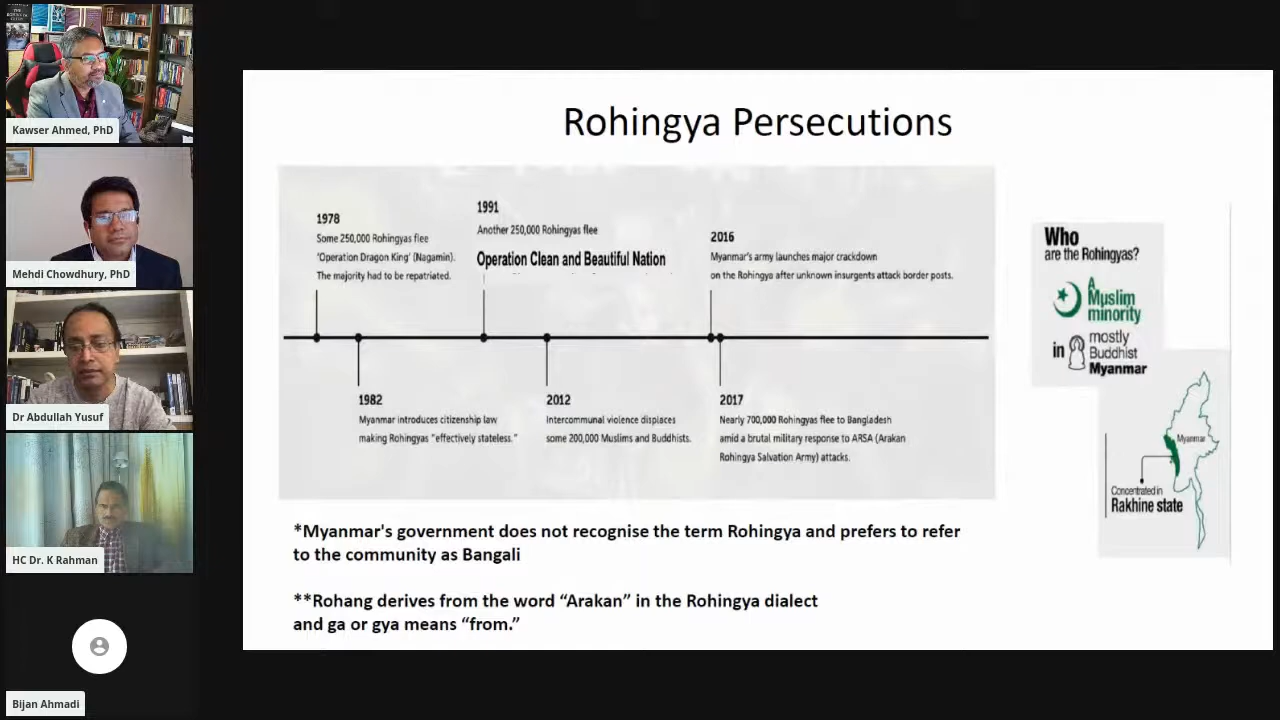 Kawser Ahmed, PhD
Mehdi Chowdhury, PhD
Dr Abdullah Yusuf
HC Dr. K Rahman
Bijan Ahmadi
Rohingya Persecutions
1978
Some 250,000 Rohingyas flee
'Operation Dragon King' (Nagamin).
The majority had to be repatriated.
1991
Another 250,000 Rohingyas flee
Operation Clean and Beautiful Nation
2016
Myanmar's army launches major crackdown
on the Rohingya after unknown insurgents attack border posts.
1982
Myanmar introduces citizenship law
making Rohingyas "effectively stateless."
2012
Intercommunal violence displaces
some 200,000 Muslims and Buddhists.
2017
Nearly 700,000 Rohingyas flee to Bangladesh
amid a brutal military response to ARSA (Arakan
Rohingya Salvation Army) attacks.
Who
are the Rohingyas?
A
Muslim
minority
in mostly
Buddhist
Myanmar
Myanmar
Concentrated in
Rakhine state
*Myanmar's government does not recognise the term Rohingya and prefers to refer
to the community as Bangali
**Rohang derives from the word “Arakan” in the Rohingya dialect
and ga or gya means “from.”